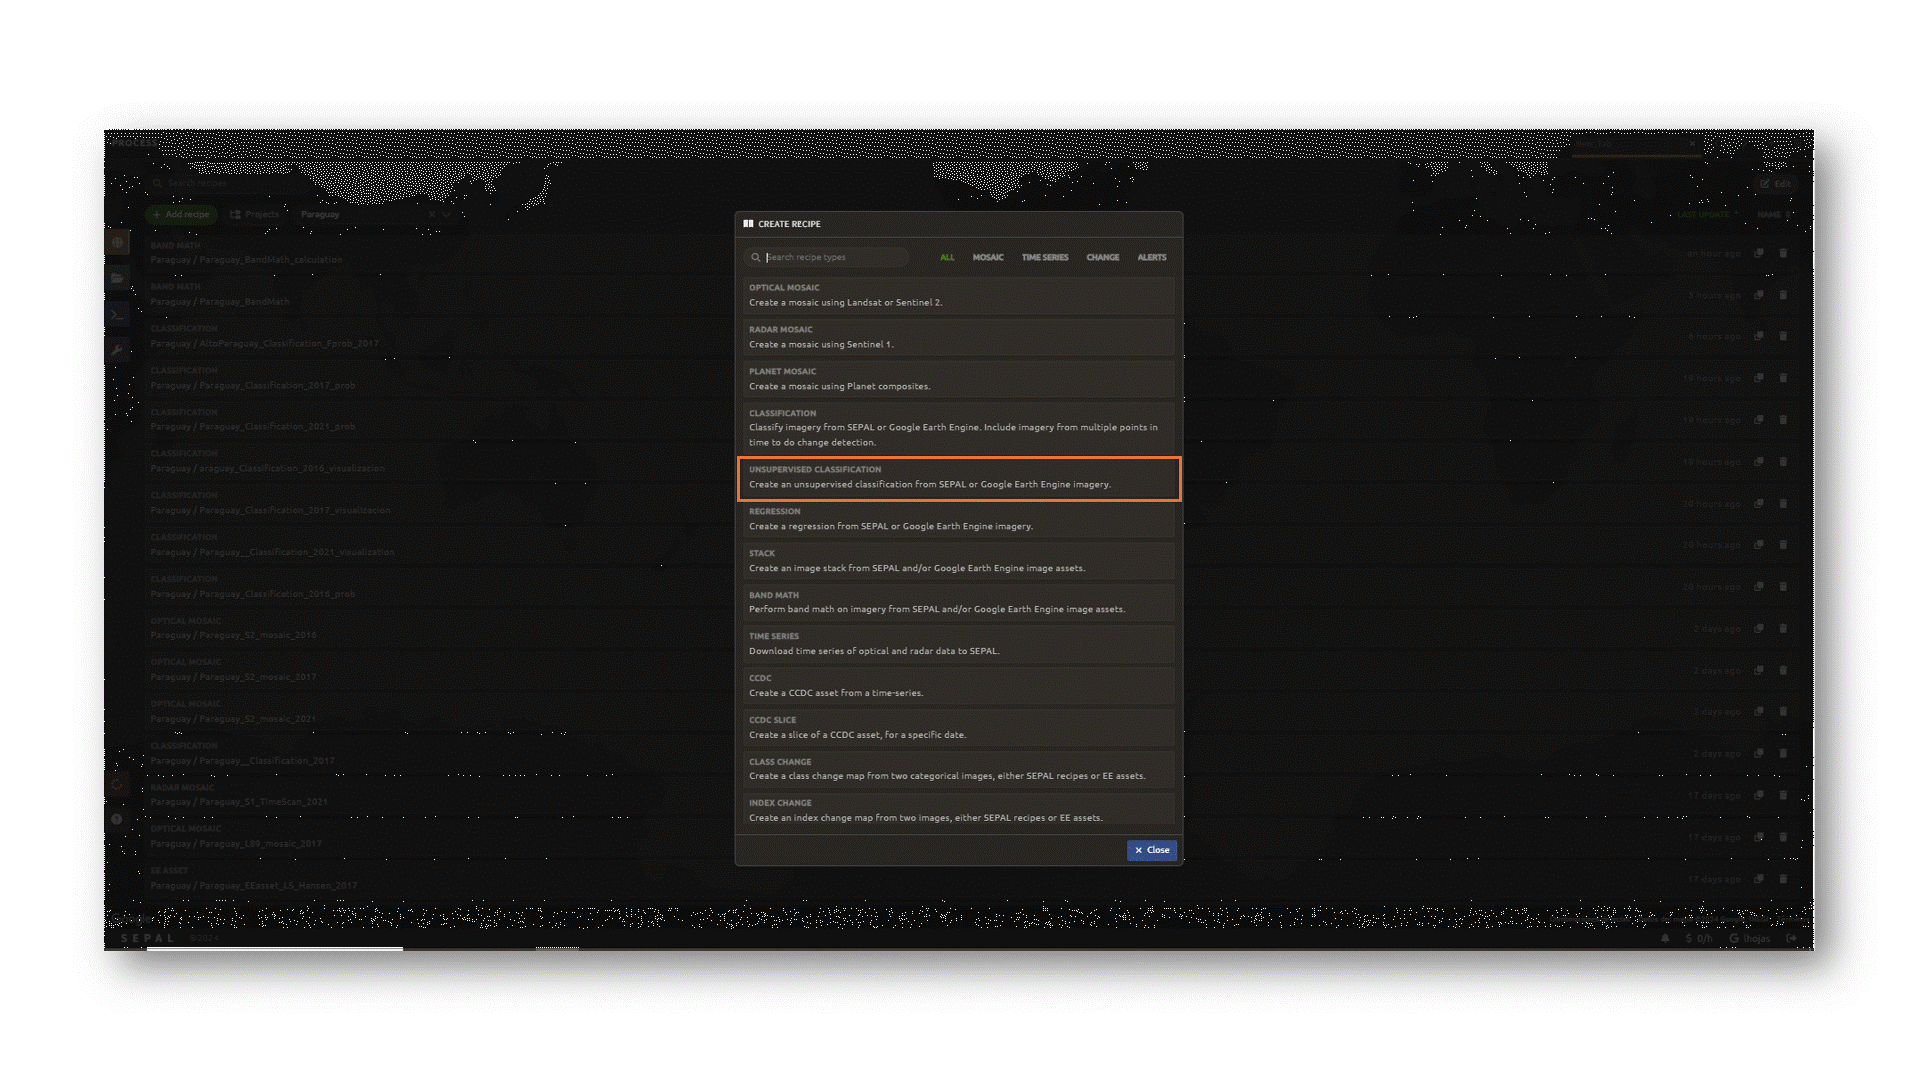 PROCESS
Search recipes
Edit
+ Add recipe Projects Paraguay
LAST UPDATE NAME
BAND MATH
Paraguay / Paraguay_BandMath_calculation
an hour ago
BAND MATH
Paraguay / Paraguay_BandMath
3 hours ago
CLASSIFICATION
Paraguay / AltoParaguay_Classification_Fprob_2017
6 hours ago
CLASSIFICATION
Paraguay / Paraguay_Classification_2017_prob
19 hours ago
CLASSIFICATION
Paraguay / Paraguay_Classification_2021_prob
19 hours ago
CLASSIFICATION
Paraguay / araguay_Classification_2016_visualizacion
19 hours ago
CLASSIFICATION
Paraguay / Paraguay_Classification_2017_visualizacion
20 hours ago
CLASSIFICATION
Paraguay / Paraguay__Classification_2021_visualization
20 hours ago
CLASSIFICATION
Paraguay / Paraguay_Classification_2016_prob
20 hours ago
OPTICAL MOSAIC
Paraguay / Paraguay_S2_mosaic_2016
2 days ago
OPTICAL MOSAIC
Paraguay / Paraguay_S2_mosaic_2017
2 days ago
OPTICAL MOSAIC
Paraguay / Paraguay_S2_mosaic_2021
2 days ago
CLASSIFICATION
Paraguay / Paraguay__Classification_2017
2 days ago
RADAR MOSAIC
Paraguay / Paraguay_S1_TimeScan_2021
17 days ago
OPTICAL MOSAIC
Paraguay / Paraguay_L89_mosaic_2017
17 days ago
EE ASSET
Paraguay / Paraguay_EEasset_LS_Hansen_2017
17 days ago
CREATE RECIPE
Search recipe types ALL MOSAIC TIME SERIES CHANGE ALERTS
OPTICAL MOSAIC
Create a mosaic using Landsat or Sentinel 2.
RADAR MOSAIC
Create a mosaic using Sentinel 1.
PLANET MOSAIC
Create a mosaic using Planet composites.
CLASSIFICATION
Classify imagery from SEPAL or Google Earth Engine. Include imagery from multiple points in
time to do change detection.
UNSUPERVISED CLASSIFICATION
Create an unsupervised classification from SEPAL or Google Earth Engine imagery.
REGRESSION
Create a regression from SEPAL or Google Earth Engine imagery.
STACK
Create an image stack from SEPAL and/or Google Earth Engine image assets.
BAND MATH
Perform band math on imagery from SEPAL and/or Google Earth Engine image assets.
TIME SERIES
Download time series of optical and radar data to SEPAL.
CCDC
Create a CCDC asset from a time-series.
CCDC SLICE
Create a slice of a CCDC asset, for a specific date.
CLASS CHANGE
Create a class change map from two categorical images, either SEPAL recipes or EE assets.
INDEX CHANGE
Create an index change map from two images, either SEPAL recipes or EE assets.
Close
SEPAL
$ 0/h lhojas